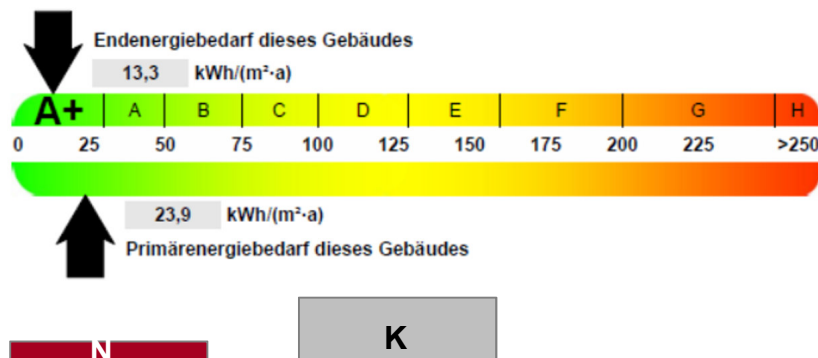 Endenergiebedarf dieses Gebäudes
13,3 kWh/(m²·a)
A+ A B C D E F G H
0 25 50 75 100 125 150 175 200 225 >250
23,9 kWh/(m²·a)
Primärenergiebedarf dieses Gebäudes
K
N